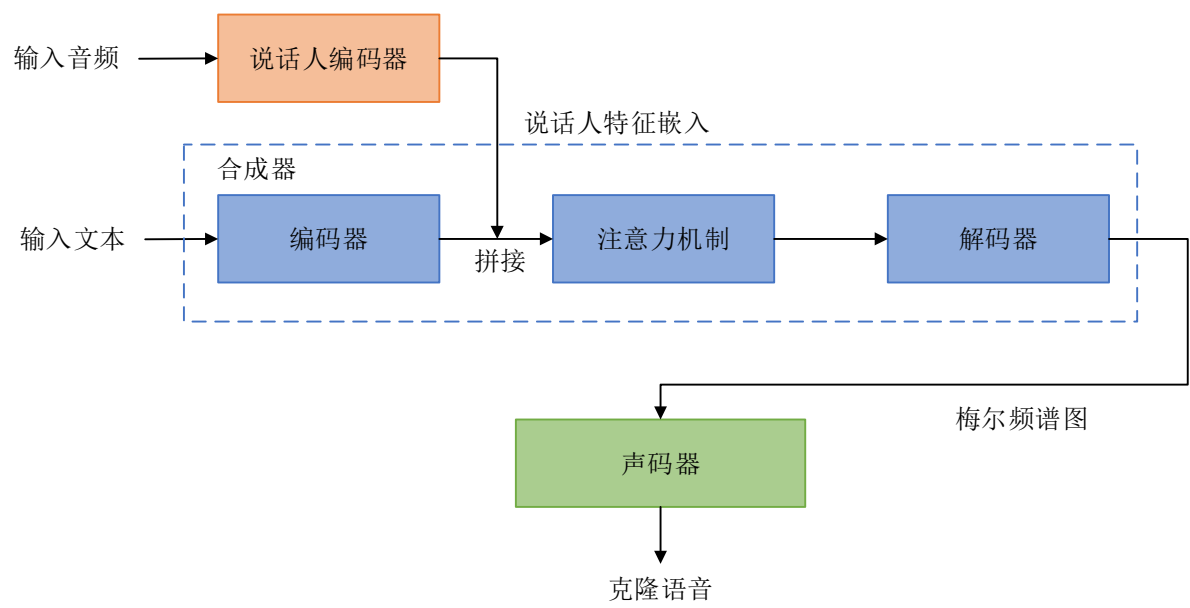 输入音频
说话人编码器
说话人特征嵌入
合成器
输入文本
编码器
拼接
注意力机制
解码器
梅尔频谱图
声码器
克隆语音